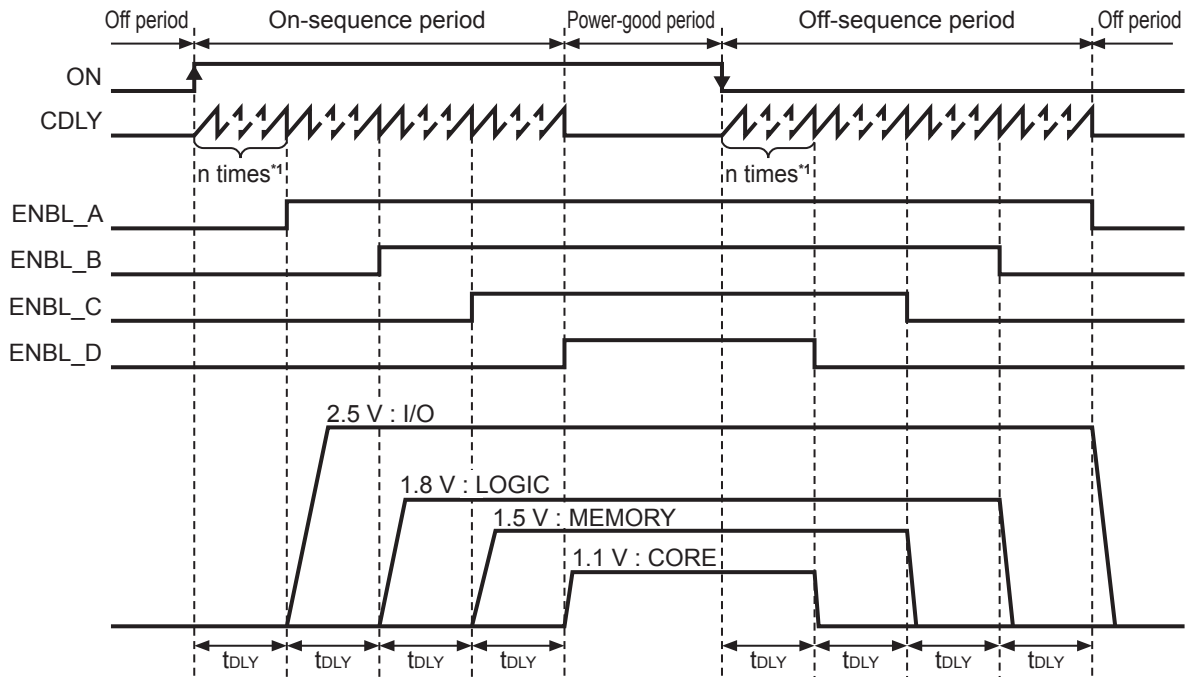 Off period On-sequence period Power-good period Off-sequence period Off period
ON
CDLY
n times*1 n times*1
ENBL_A
ENBL_B
ENBL_C
ENBL_D
2.5 V : I/O
1.8 V : LOGIC
1.5 V : MEMORY
1.1 V : CORE
tDLY tDLY tDLY tDLY tDLY tDLY tDLY tDLY